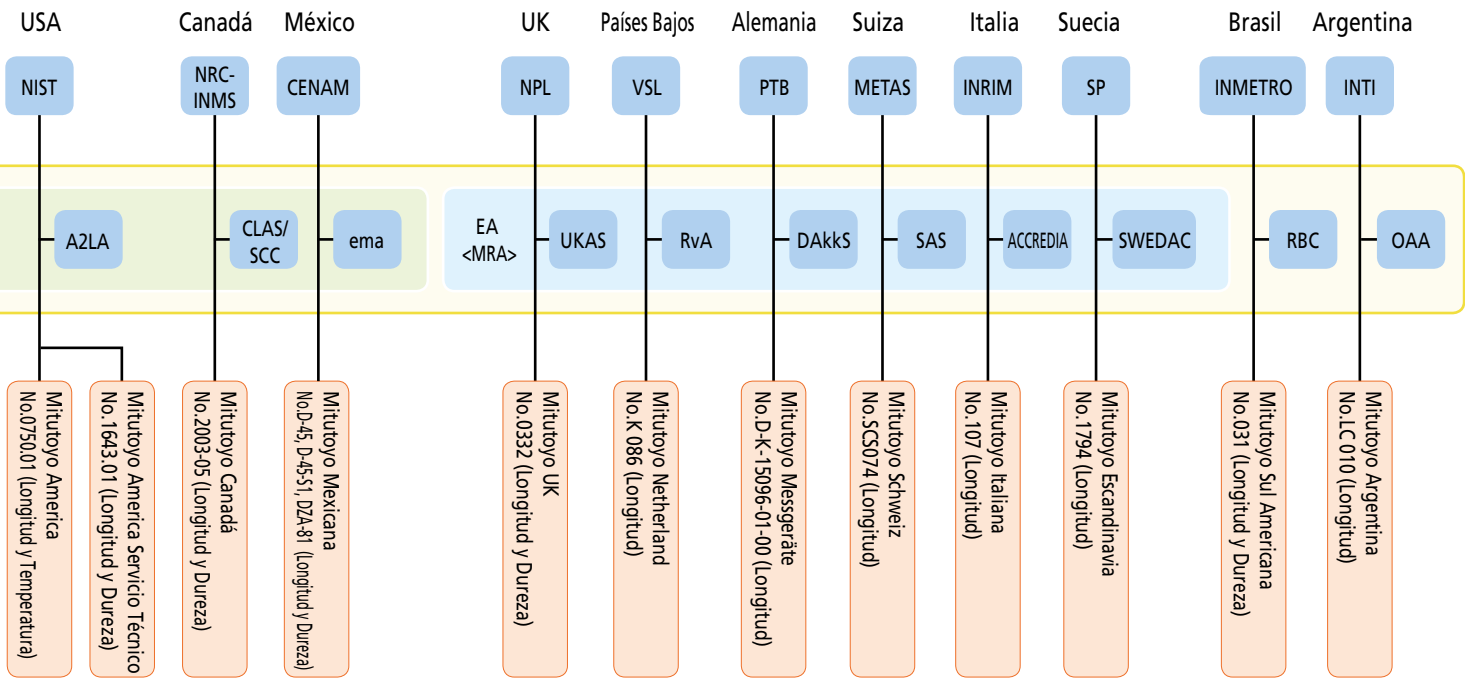 USA
Canadá
México
UK
Países Bajos
Alemania
Suiza
Italia
Suecia
Brasil
Argentina
NIST
NRC-
INMS
CENAM
NPL
VSL
PTB
METAS
INRIM
SP
INMETRO
INTI
A2LA
CLAS/
SCC
ema
EA
<MRA>
UKAS
RvA
DAkkS
SAS
ACCREDIA
SWEDAC
RBC
OAA
Mitutoyo America
No.0750.01 (Longitud y Temperatura)
Mitutoyo America Servicio Técnico
No.1643.01 (Longitud y Dureza)
Mitutoyo Canadá
No.2003-05 (Longitud y Dureza)
Mitutoyo Mexicana
No.D-45, D-45-S1, DZA-81 (Longitud y Dureza)
Mitutoyo UK
No.0332 (Longitud y Dureza)
Mitutoyo Netherland
No.K 086 (Longitud)
Mitutoyo Messgeräte
No.D-K-15096-01-00 (Longitud)
Mitutoyo Schweiz
No.SCS074 (Longitud)
Mitutoyo Italiana
No.107 (Longitud)
Mitutoyo Escandinavia
No.1794 (Longitud)
Mitutoyo Sul Americana
No.031 (Longitud y Dureza)
Mitutoyo Argentina
No.LC 010 (Longitud)